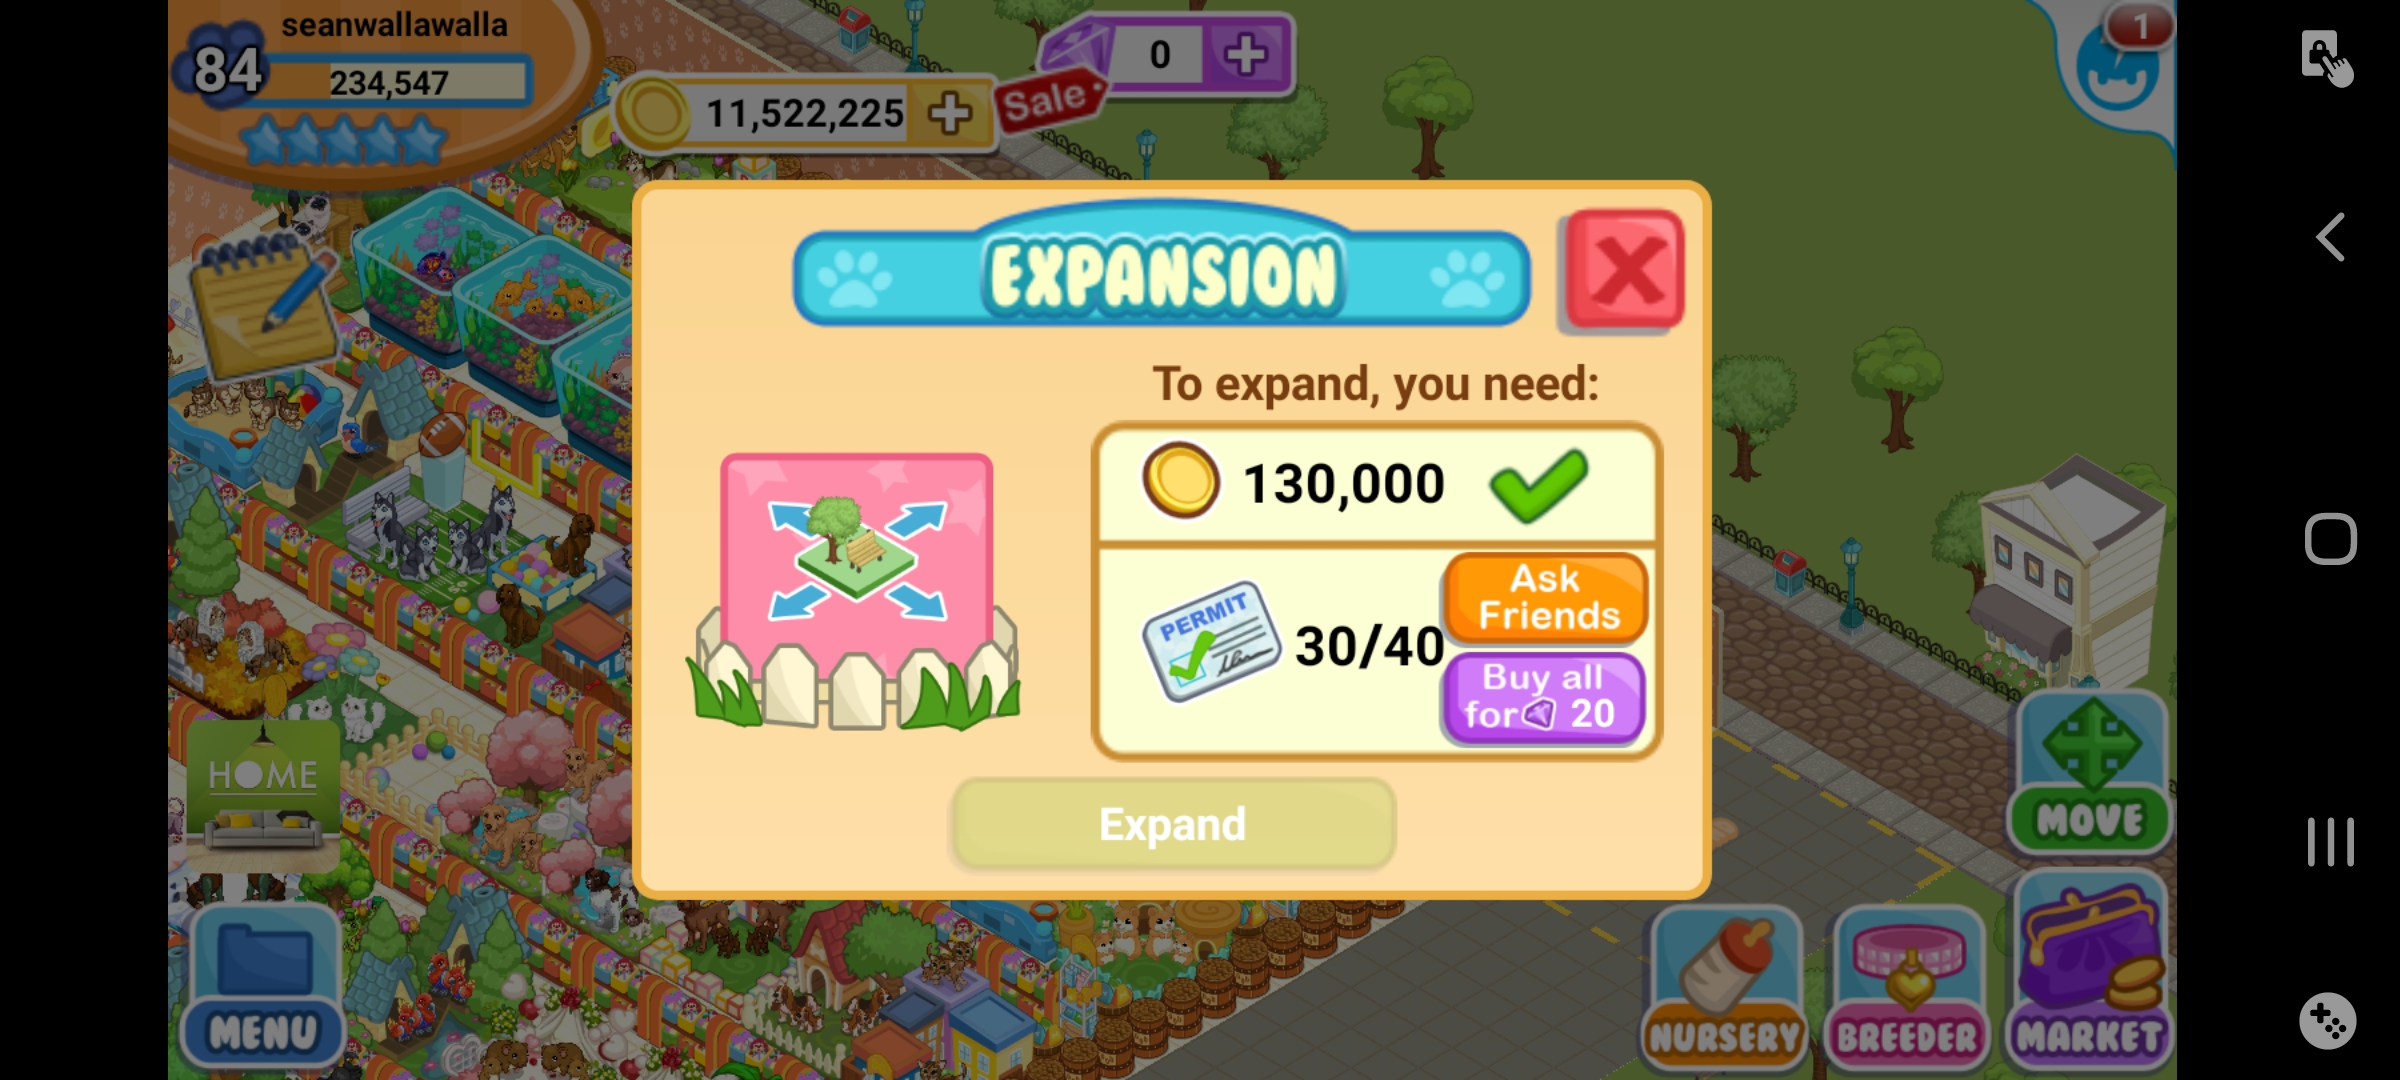 seanwallawalla
84
234,547
11,522,225
Sale
0
1
EXPANSION
To expand, you need:
130,000
PERMIT
30/40
Ask
Friends
Buy all
for 20
Expand
HOME
MENU
MOVE
NURSERY
BREEDER
MARKET